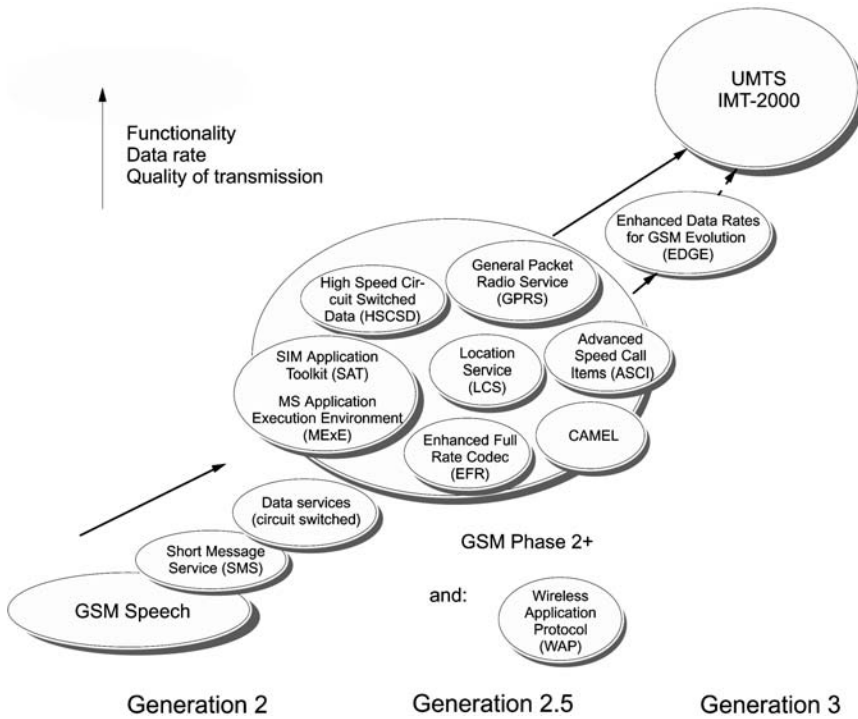 UMTS
IMT-2000
Functionality
Data rate
Quality of transmission
Enhanced Data Rates
for GSM Evolution
(EDGE)
General Packet
Radio Service
(GPRS)
High Speed Cir-
cuit Switched
Data (HSCSD)
Advanced
Speed Call
Items (ASCI)
Location
Service
(LCS)
SIM Application
Toolkit (SAT)
MS Application
Execution Environment
(MExE)
CAMEL
Enhanced Full
Rate Codec
(EFR)
Data services
(circuit switched)
GSM Phase 2+
Short Message
Service (SMS)
GSM Speech
and:
Wireless
Application
Protocol
(WAP)
Generation 2
Generation 2.5
Generation 3